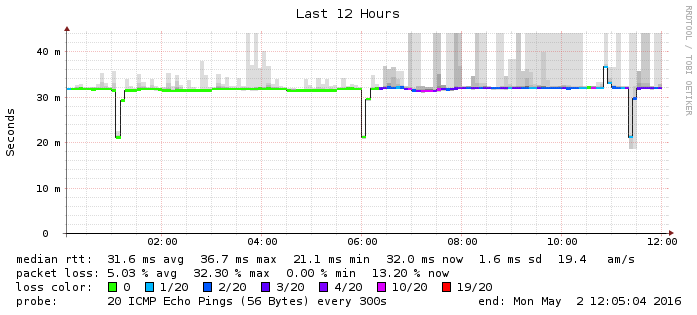 Last 12 Hours
RRDTOOL / TOBI OETIKER
Seconds
40 m
30 m
20 m
10 m
0
02:00 04:00 06:00 08:00 10:00 12:00
median rtt: 31.6 ms avg 36.7 ms max 21.1 ms min 32.0 ms now 1.6 ms sd 19.4 am/s
packet loss: 5.03 % avg 32.30 % max 0.00 % min 13.20 % now
loss color: 0 1/20 2/20 3/20 4/20 10/20 19/20
probe: 20 ICMP Echo Pings (56 Bytes) every 300s end: Mon May 2 12:05:04 2016